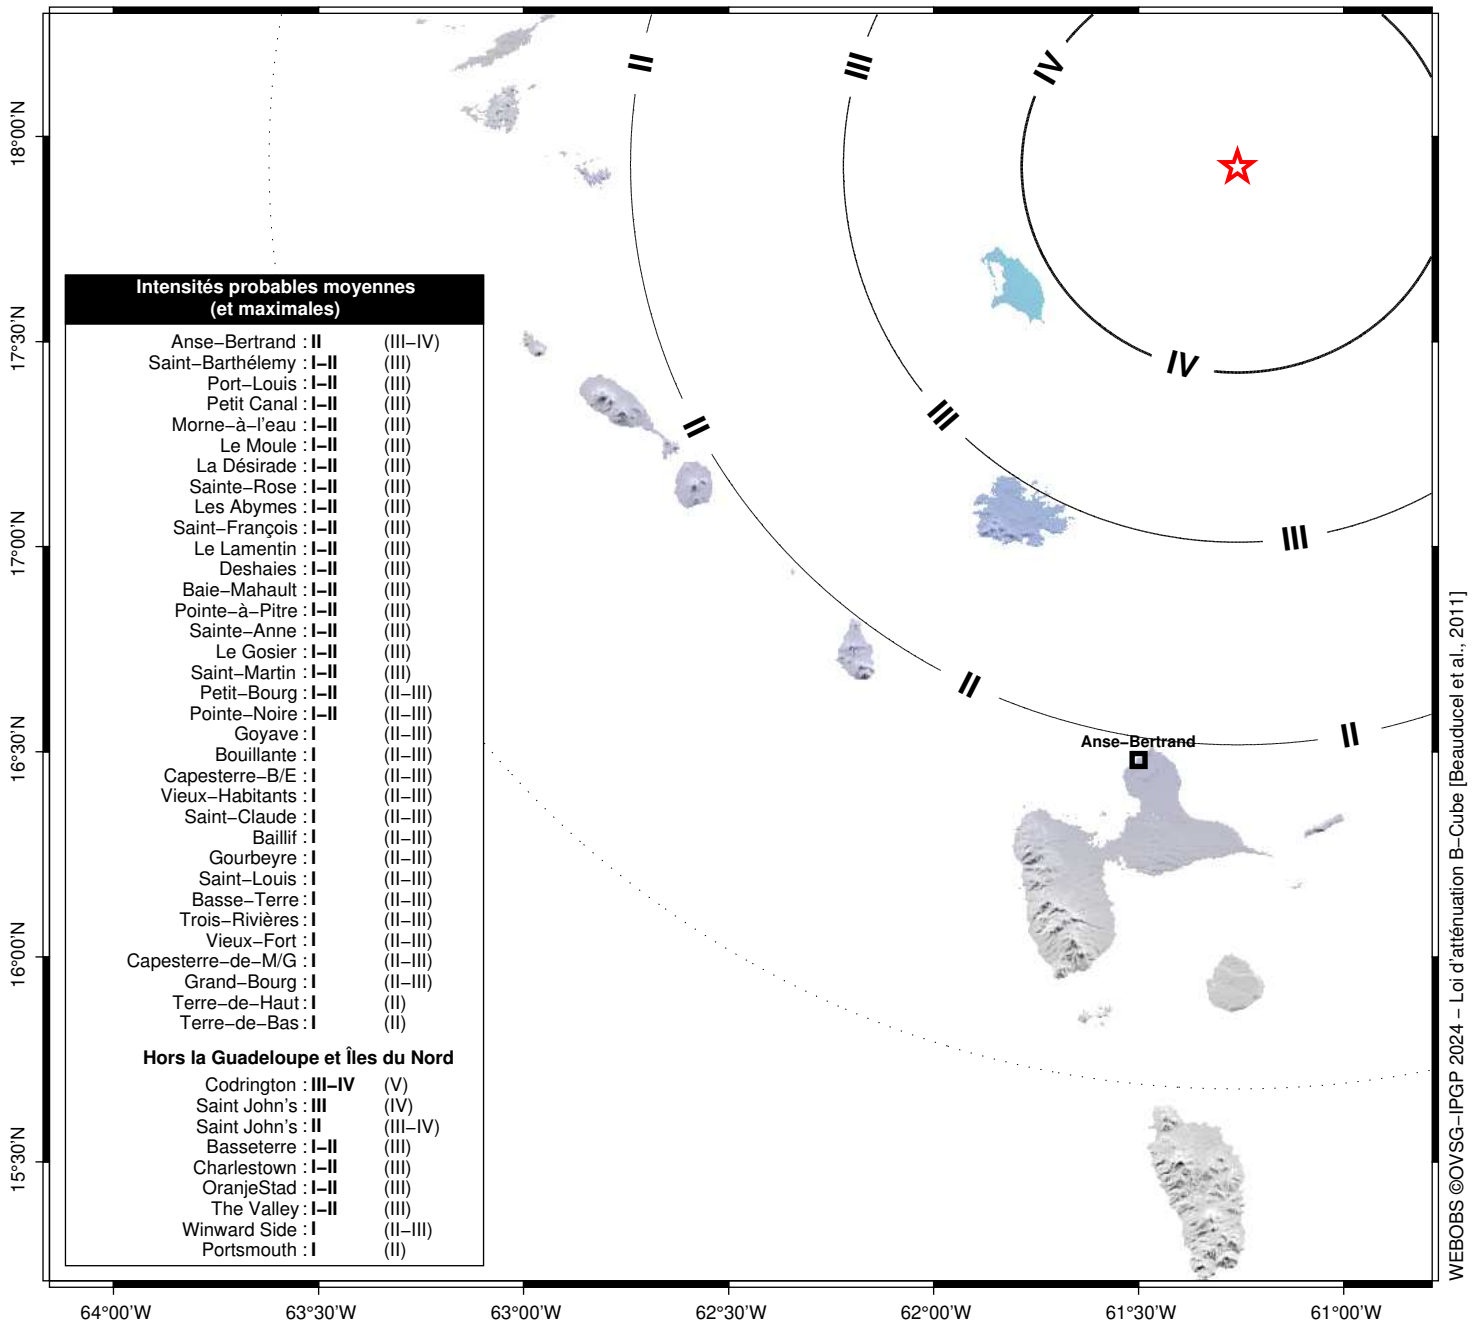 II
III
IV
18°00'N
17°30'N
17°00'N
16°30'N
16°00'N
15°30'N
Intensités probables moyennes
(et maximales)
Anse−Bertrand : II (III−IV)
Saint−Barthélemy : I−II (III)
Port−Louis : I−II (III)
Petit Canal : I−II (III)
Morne−à−l'eau : I−II (III)
Le Moule : I−II (III)
La Désirade : I−II (III)
Sainte−Rose : I−II (III)
Les Abymes : I−II (III)
Saint−François : I−II (III)
Le Lamentin : I−II (III)
Deshaies : I−II (III)
Baie−Mahault : I−II (III)
Pointe−à−Pitre : I−II (III)
Sainte−Anne : I−II (III)
Le Gosier : I−II (III)
Saint−Martin : I−II (III)
Petit−Bourg : I−II (II−III)
Pointe−Noire : I−II (II−III)
Goyave : I (II−III)
Bouillante : I (II−III)
Capesterre−B/E : I (II−III)
Vieux−Habitants : I (II−III)
Saint−Claude : I (II−III)
Baillif : I (II−III)
Gourbeyre : I (II−III)
Saint−Louis : I (II−III)
Basse−Terre : I (II−III)
Trois−Rivières : I (II−III)
Vieux−Fort : I (II−III)
Capesterre−de−M/G : I (II−III)
Grand−Bourg : I (II−III)
Terre−de−Haut : I (II)
Terre−de−Bas : I (II)
Hors la Guadeloupe et Îles du Nord
Codrington : III−IV (V)
Saint John's : III (IV)
Saint John's : II (III−IV)
Basseterre : I−II (III)
Charlestown : I−II (III)
OranjeStad : I−II (III)
The Valley : I−II (III)
Winward Side : I (II−III)
Portsmouth : I (II)
IV
III
II
III
II
II
Anse−Bertrand
64°00'W
63°30'W
63°00'W
62°30'W
62°00'W
61°30'W
61°00'W
WEBOBS ©OVSG−IPGP 2024 − Loi d'atténuation B−Cube [Beauducel et al., 2011]